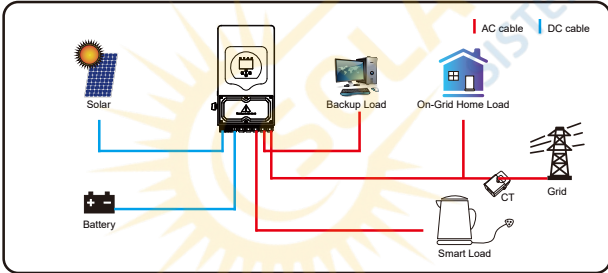 AC cable
DC cable
Solar
Backup Load
On-Grid Home Load
CT
Grid
Battery
Smart Load